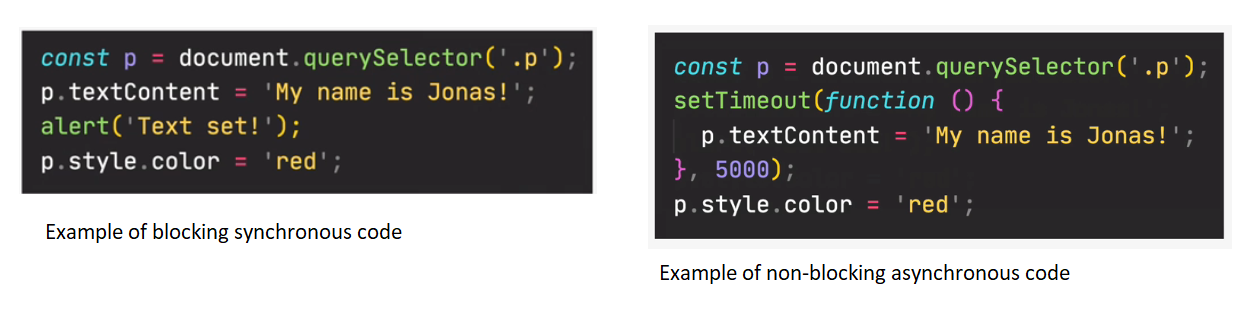 const p = document.querySelector('.p');
p.textContent = 'My name is Jonas!';
alert('Text set!');
p.style.color = 'red';
Example of blocking synchronous code
const p = document.querySelector('.p');
setTimeout(function () {
  p.textContent = 'My name is Jonas!';
}, 5000);
p.style.color = 'red';
Example of non-blocking asynchronous code